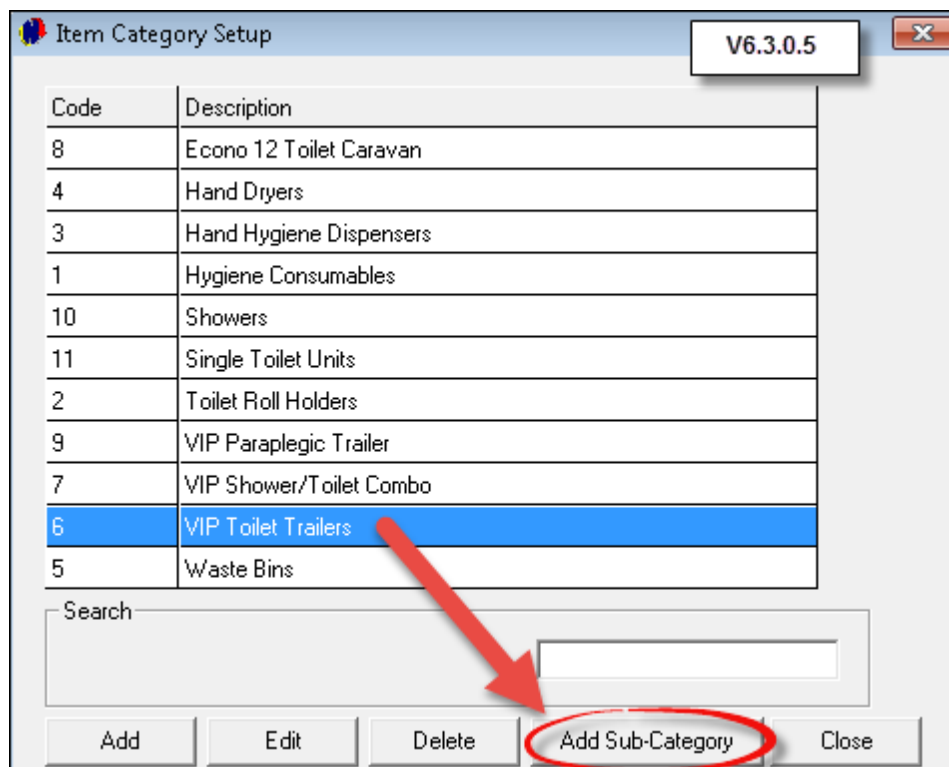 Item Category Setup
V6.3.0.5
Code Description
8 Econo 12 Toilet Caravan
4 Hand Dryers
3 Hand Hygiene Dispensers
1 Hygiene Consumables
10 Showers
11 Single Toilet Units
2 Toilet Roll Holders
9 VIP Paraplegic Trailer
7 VIP Shower/Toilet Combo
6 VIP Toilet Trailers
5 Waste Bins
Search
Add Edit Delete Add Sub-Category Close